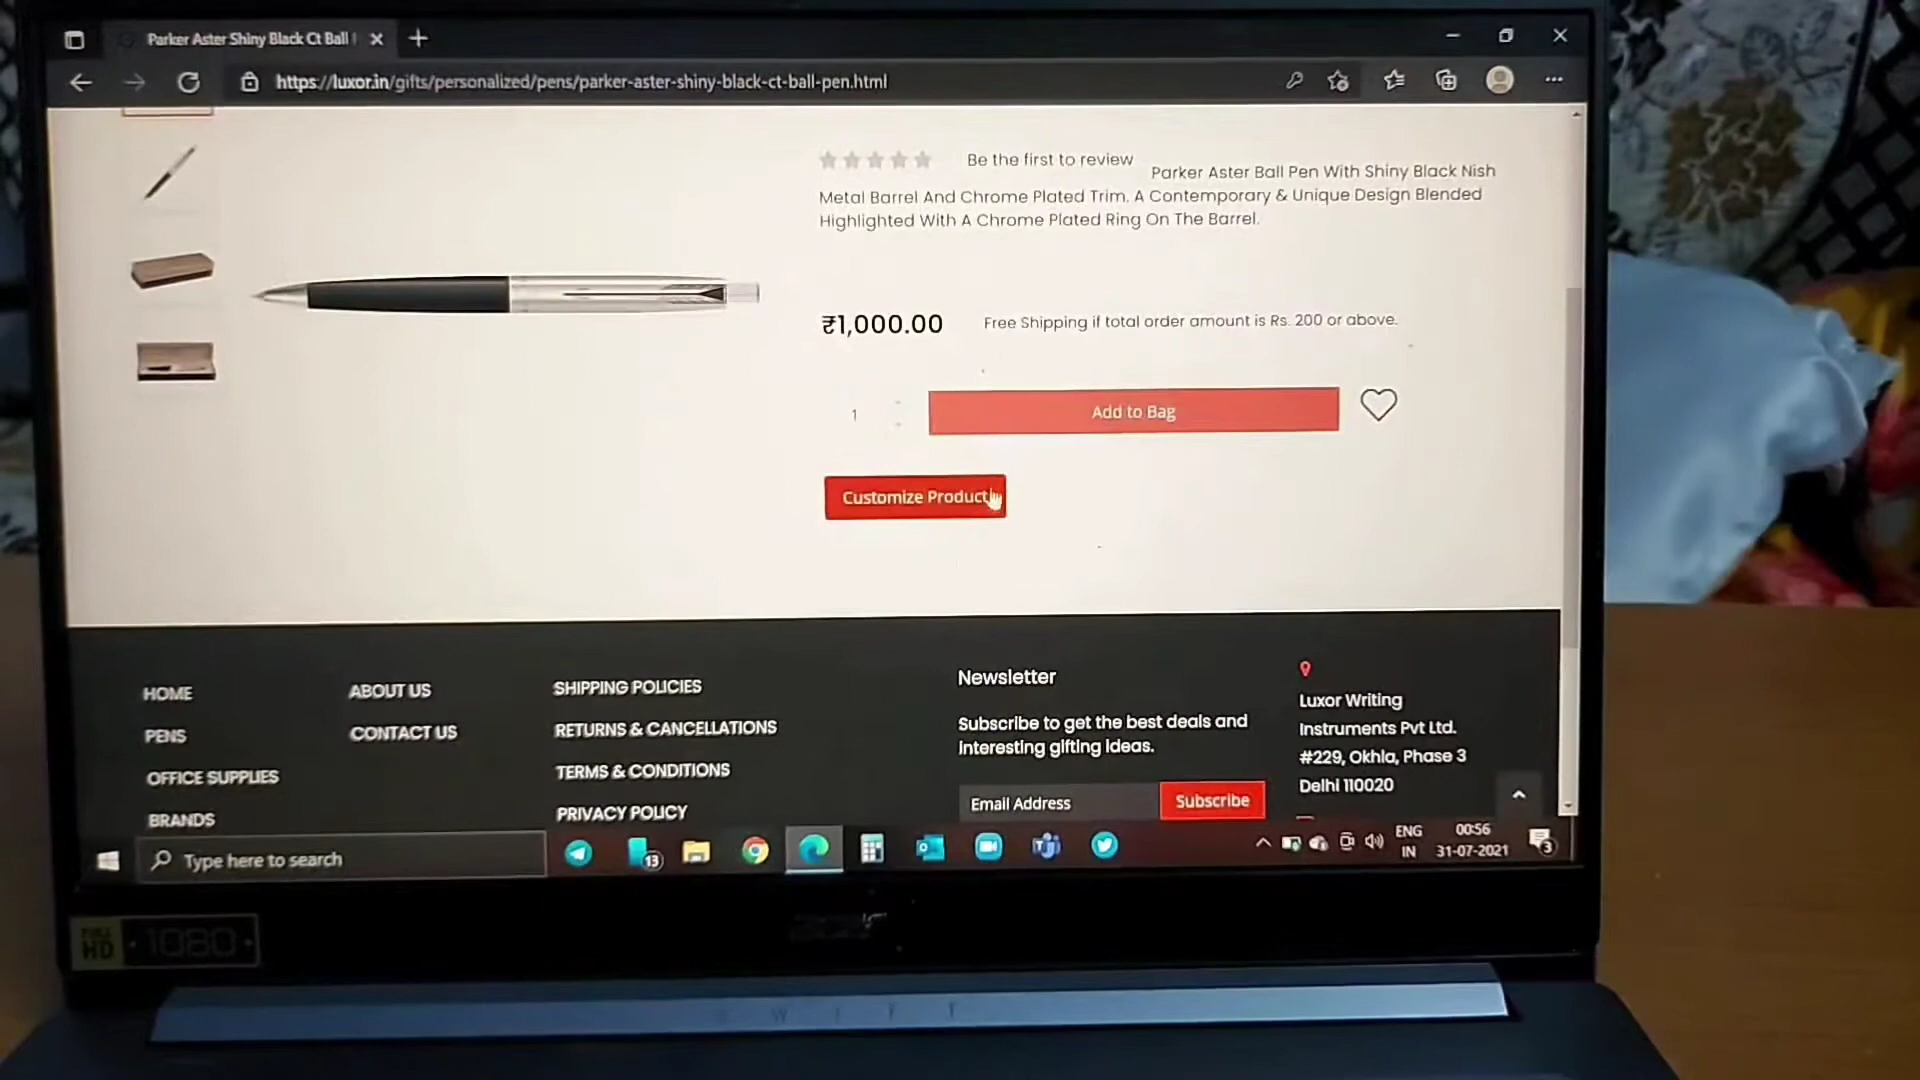 Parker Aster Shiny Black Ct Ball
https://luxor.in/gifts/personalized/pens/parker-aster-shiny-black-ct-ball-pen.html
Be the first to review
Parker Aster Ball Pen With Shiny Black Nish
Metal Barrel And Chrome Plated Trim. A Contemporary & Unique Design Blended
Highlighted With A Chrome Plated Ring On The Barrel.
₹1,000.00
Free Shipping if total order amount is Rs. 200 or above.
1
Add to Bag
Customize Product
HOME
PENS
OFFICE SUPPLIES
BRANDS
ABOUT US
CONTACT US
SHIPPING POLICIES
RETURNS & CANCELLATIONS
TERMS & CONDITIONS
PRIVACY POLICY
Newsletter
Subscribe to get the best deals and
interesting gifting ideas.
Email Address
Subscribe
Luxor Writing
Instruments Pvt Ltd.
#229, Okhla, Phase 3
Delhi 110020
Type here to search
13
ENG
IN
00:56
31-07-2021
3
FULL
HD
1080
acer
SWIFT